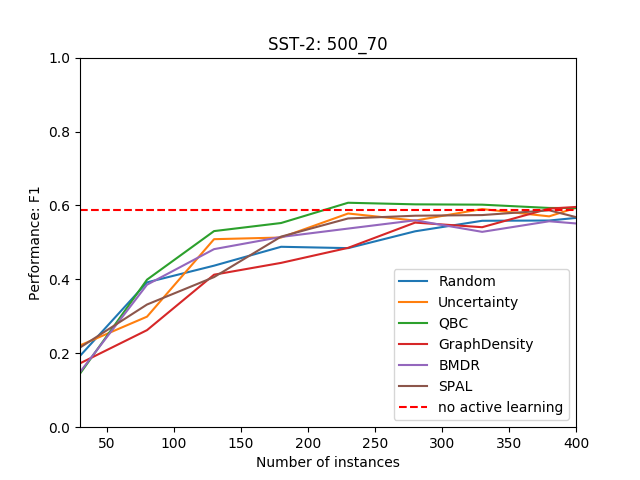 SST-2: 500_70
Performance: F1
1.0
0.8
0.6
0.4
0.2
0.0
50 100 150 200 250 300 350 400
Number of instances
Random
Uncertainty
QBC
GraphDensity
BMDR
SPAL
no active learning